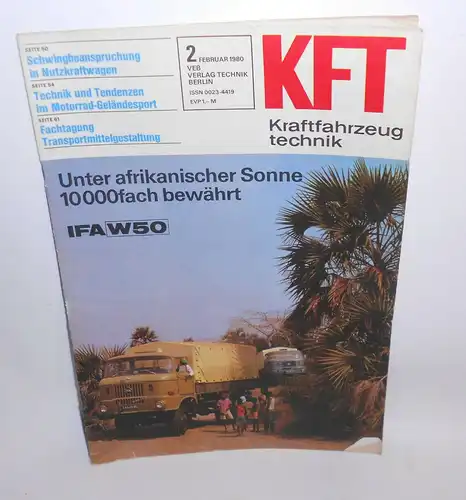 SEITE 50
Schwingbeanspruchung
in Nutzkraftwagen
SEITE 54
Technik und Tendenzen
im Motorrad-Geländesport
SEITE 61
Fachtagung
Transportmittelgestaltung
2 FEBRUAR 1980
VEB
VERLAG TECHNIK
BERLIN
ISSN 0023-4419
EVP 1,– M
KFT
Kraftfahrzeug
technik
Unter afrikanischer Sonne
10000fach bewährt
IFA W50